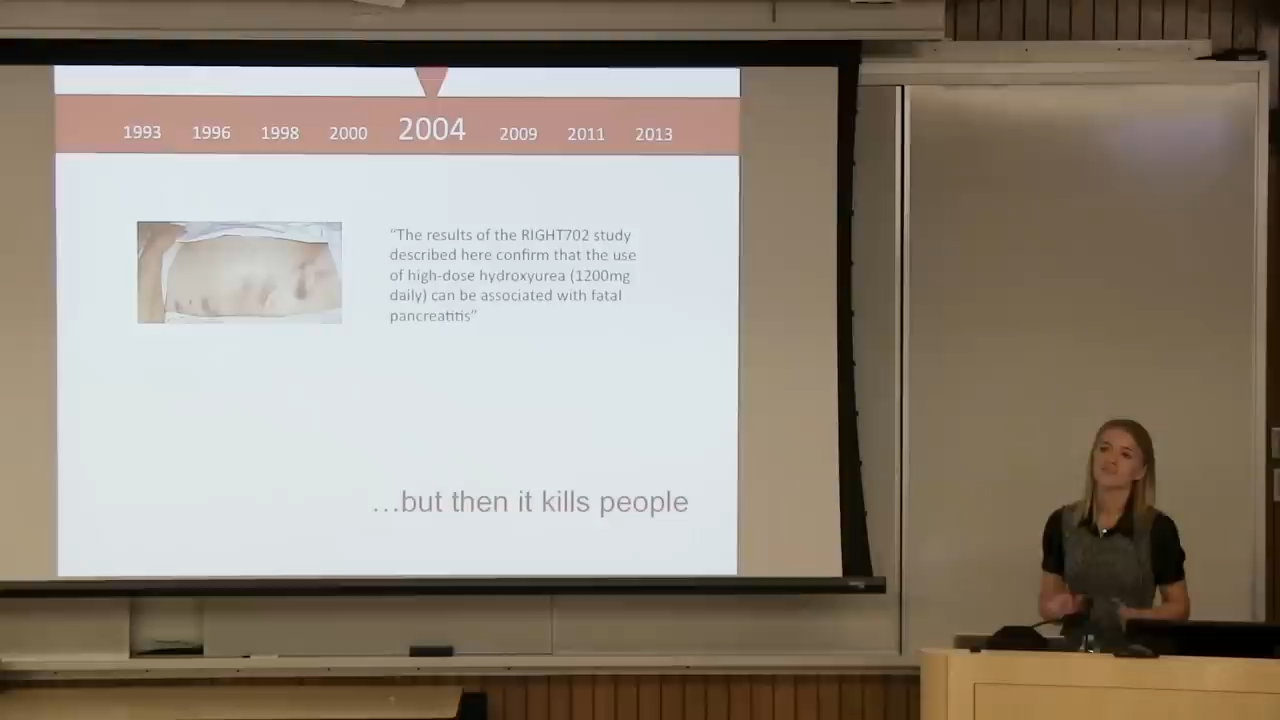 1993 1996 1998 2000 2004 2009 2011 2013
“The results of the RIGHT702 study
described here confirm that the use
of high-dose hydroxyurea (1200mg
daily) can be associated with fatal
pancreatitis”
...but then it kills people